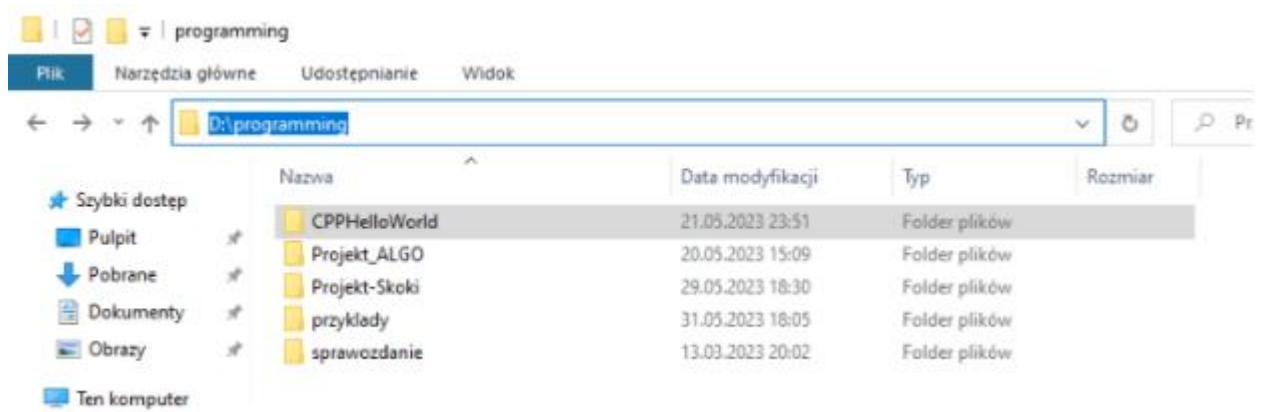 programming
Plik Narzędzia główne Udostępnianie Widok
D:\programming Pr
Nazwa Data modyfikacji Typ Rozmiar
Szybki dostęp
Pulpit
Pobrane
Dokumenty
Obrazy
Ten komputer
CPPHelloWorld 21.05.2023 23:51 Folder plików
Projekt_ALGO 20.05.2023 15:09 Folder plików
Projekt-Skoki 29.05.2023 18:30 Folder plików
przyklady 31.05.2023 18:05 Folder plików
sprawozdanie 13.03.2023 20:02 Folder plików